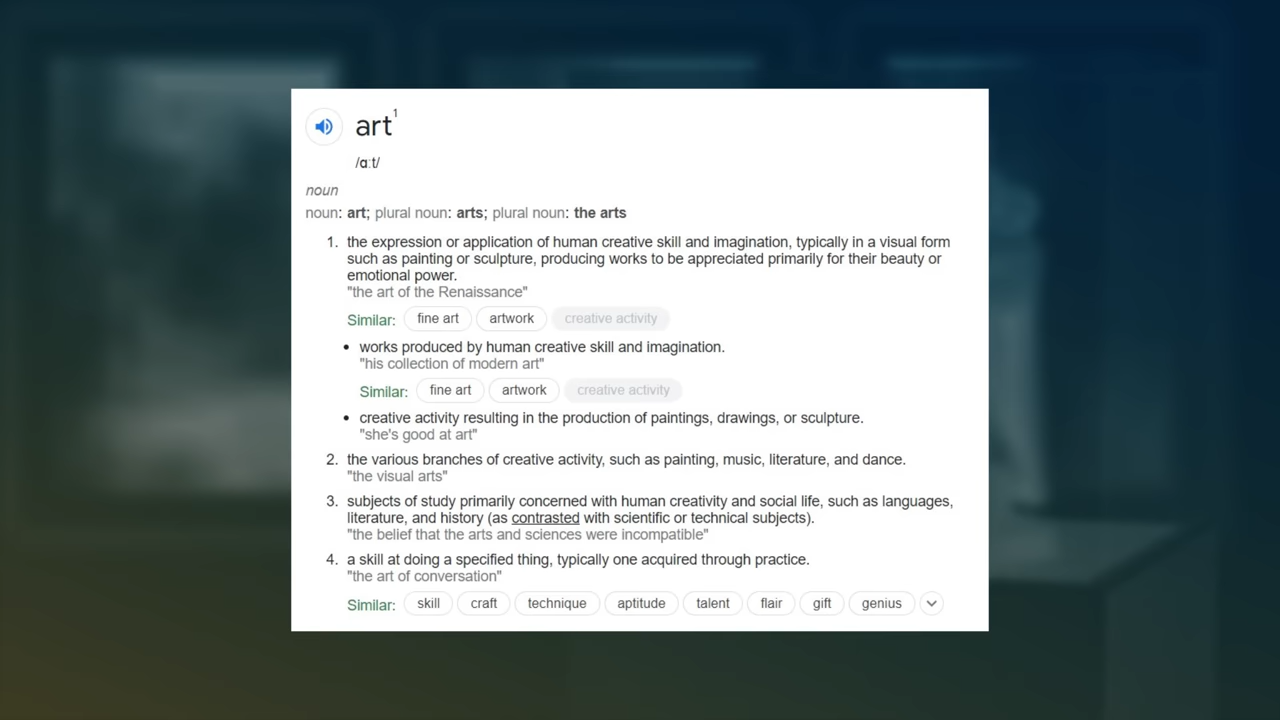 art¹
/ɑːt/
noun
noun: art; plural noun: arts; plural noun: the arts
1. the expression or application of human creative skill and imagination, typically in a visual form
such as painting or sculpture, producing works to be appreciated primarily for their beauty or
emotional power.
"the art of the Renaissance"
Similar: fine art artwork creative activity
• works produced by human creative skill and imagination.
"his collection of modern art"
Similar: fine art artwork creative activity
• creative activity resulting in the production of paintings, drawings, or sculpture.
"she's good at art"
2. the various branches of creative activity, such as painting, music, literature, and dance.
"the visual arts"
3. subjects of study primarily concerned with human creativity and social life, such as languages,
literature, and history (as contrasted with scientific or technical subjects).
"the belief that the arts and sciences were incompatible"
4. a skill at doing a specified thing, typically one acquired through practice.
"the art of conversation"
Similar: skill craft technique aptitude talent flair gift genius